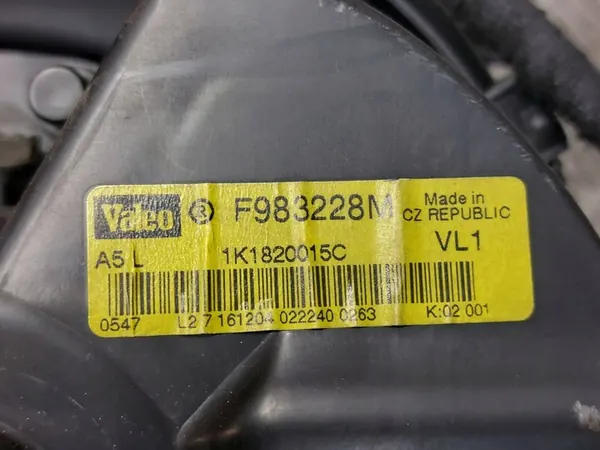 Valeo ® F983228M Made in
CZ REPUBLIC
A5 L 1K1820015C VL1
0547 L2 7 161204 022240 0263 K:02 001